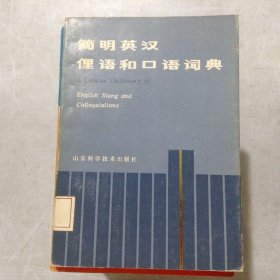 简明英汉
俚语和口语词典
A Concise Dictionary of
English Slang and
Colloquialisms
山东科学技术出版社